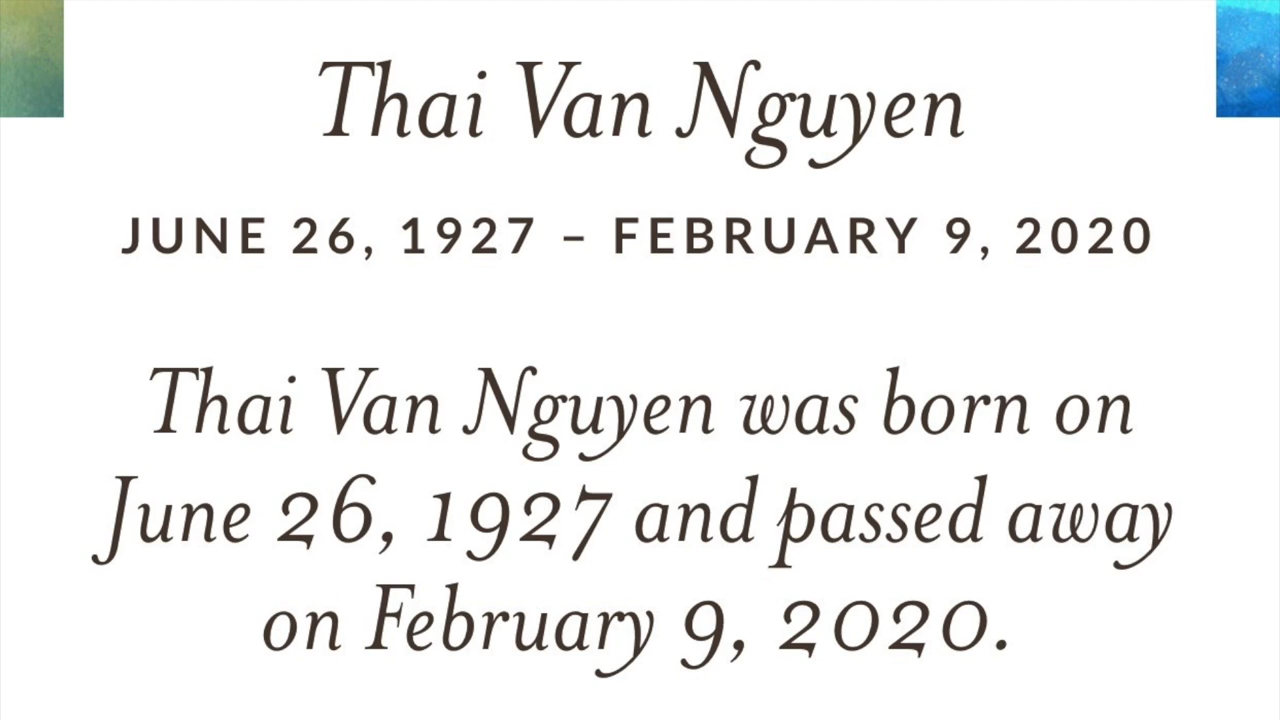 Thai Van Nguyen
JUNE 26, 1927 – FEBRUARY 9, 2020
Thai Van Nguyen was born on
June 26, 1927 and passed away
on February 9, 2020.